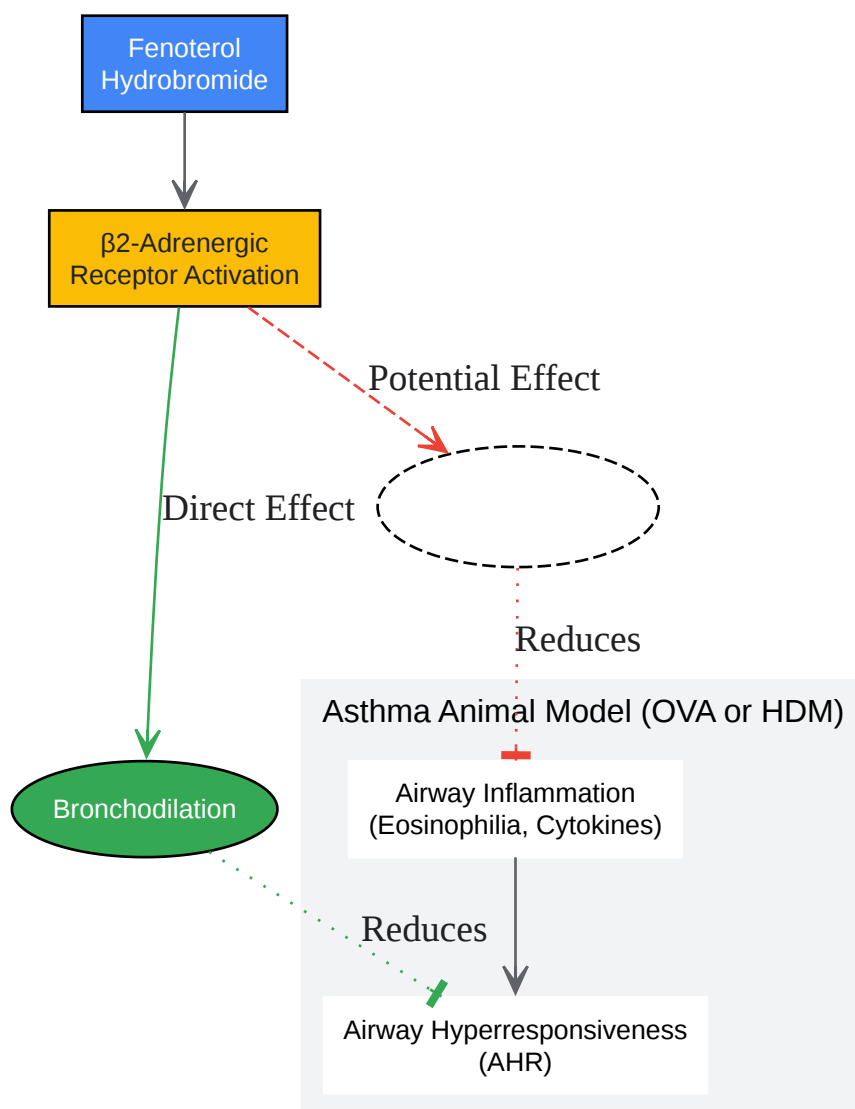 Fenoterol
Hydrobromide
β2-Adrenergic
Receptor Activation
Potential Effect
Direct Effect
Reduces
Asthma Animal Model (OVA or HDM)
Airway Inflammation
(Eosinophilia, Cytokines)
Bronchodilation
Reduces
Airway Hyperresponsiveness
(AHR)